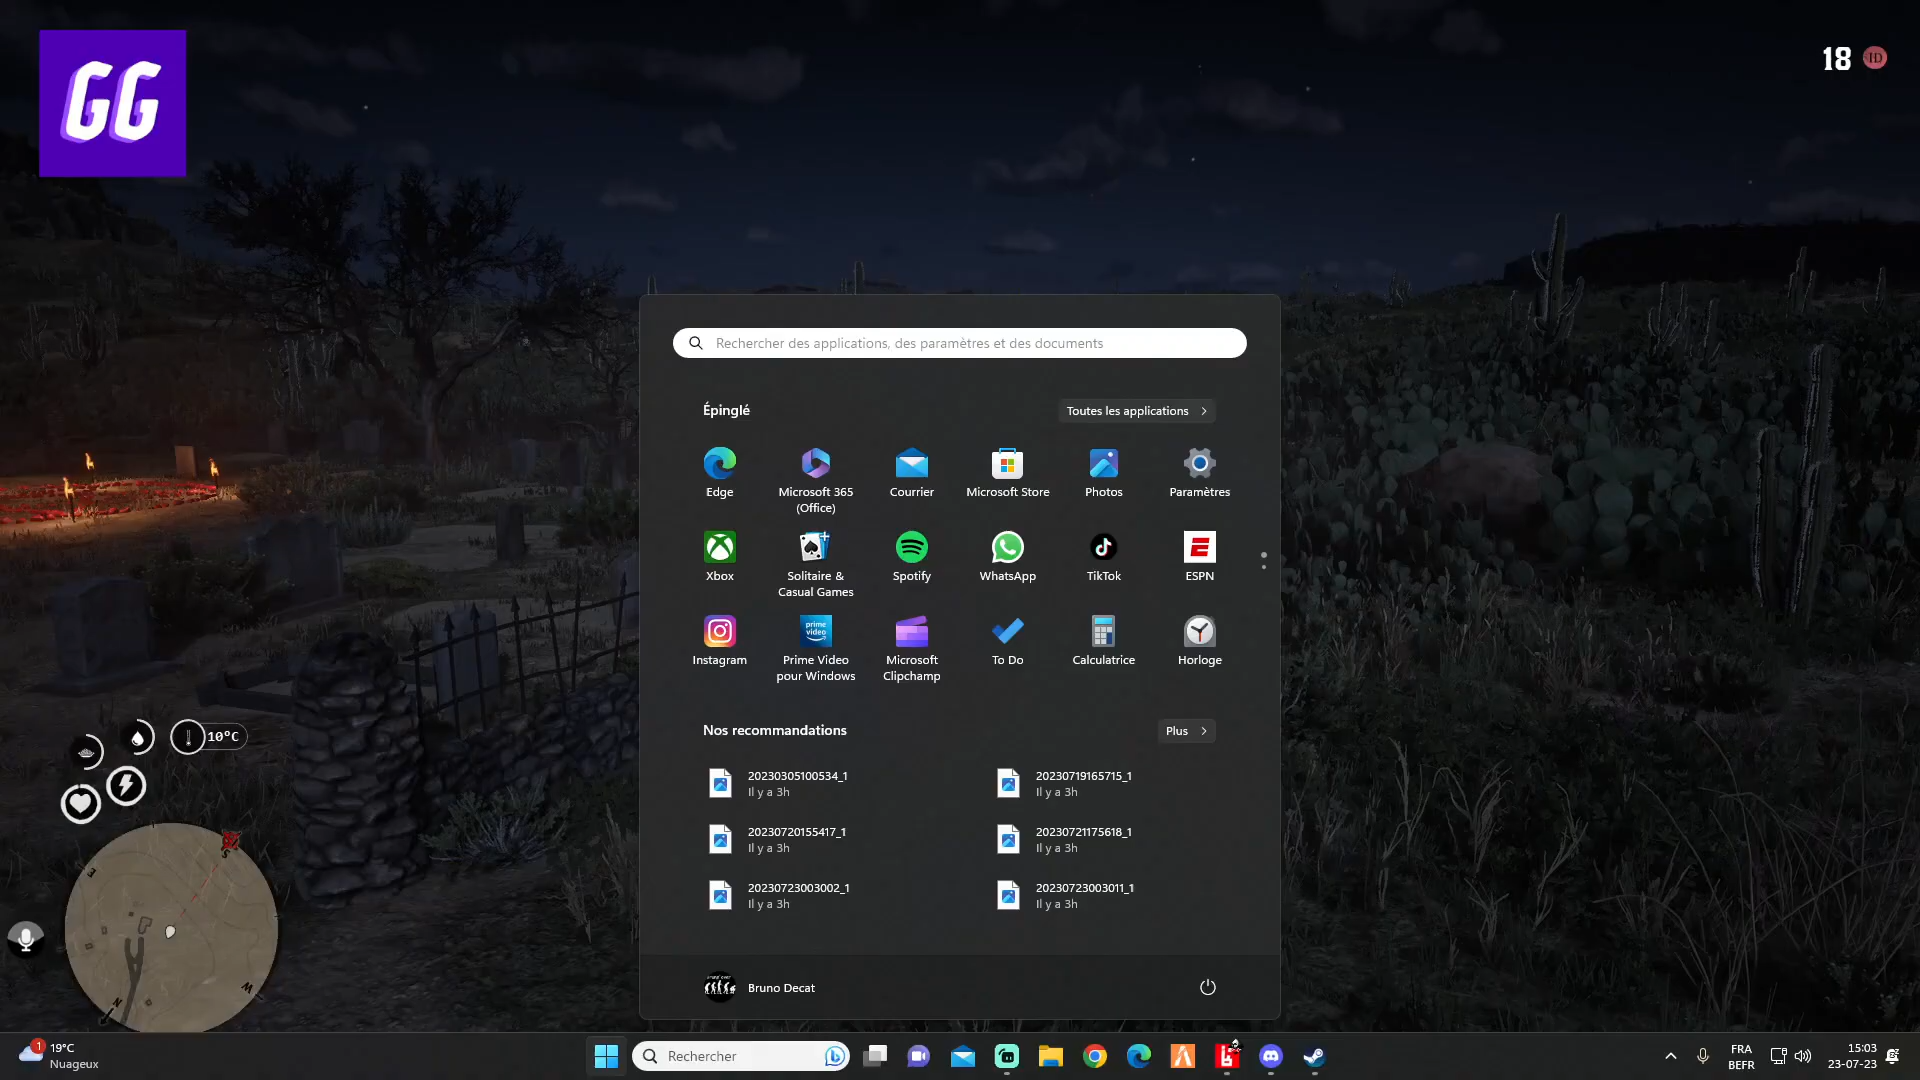 GG
18 ID
Rechercher des applications, des paramètres et des documents
Épinglé
Toutes les applications
Edge
Microsoft 365
(Office)
Courrier
Microsoft Store
Photos
Paramètres
Xbox
Solitaire &
Casual Games
Spotify
WhatsApp
TikTok
ESPN
prime
video
Instagram
Prime Video
pour Windows
Microsoft
Clipchamp
To Do
Calculatrice
Horloge
Nos recommandations
Plus
20230305100534_1
Il y a 3h
20230719165715_1
Il y a 3h
20230720155417_1
Il y a 3h
20230721175618_1
Il y a 3h
20230723003002_1
Il y a 3h
20230723003011_1
Il y a 3h
10°C
E
S
N
W
Bruno Decat
1
19°C
Nuageux
Rechercher
FRA
BEFR
15:03
23-07-23